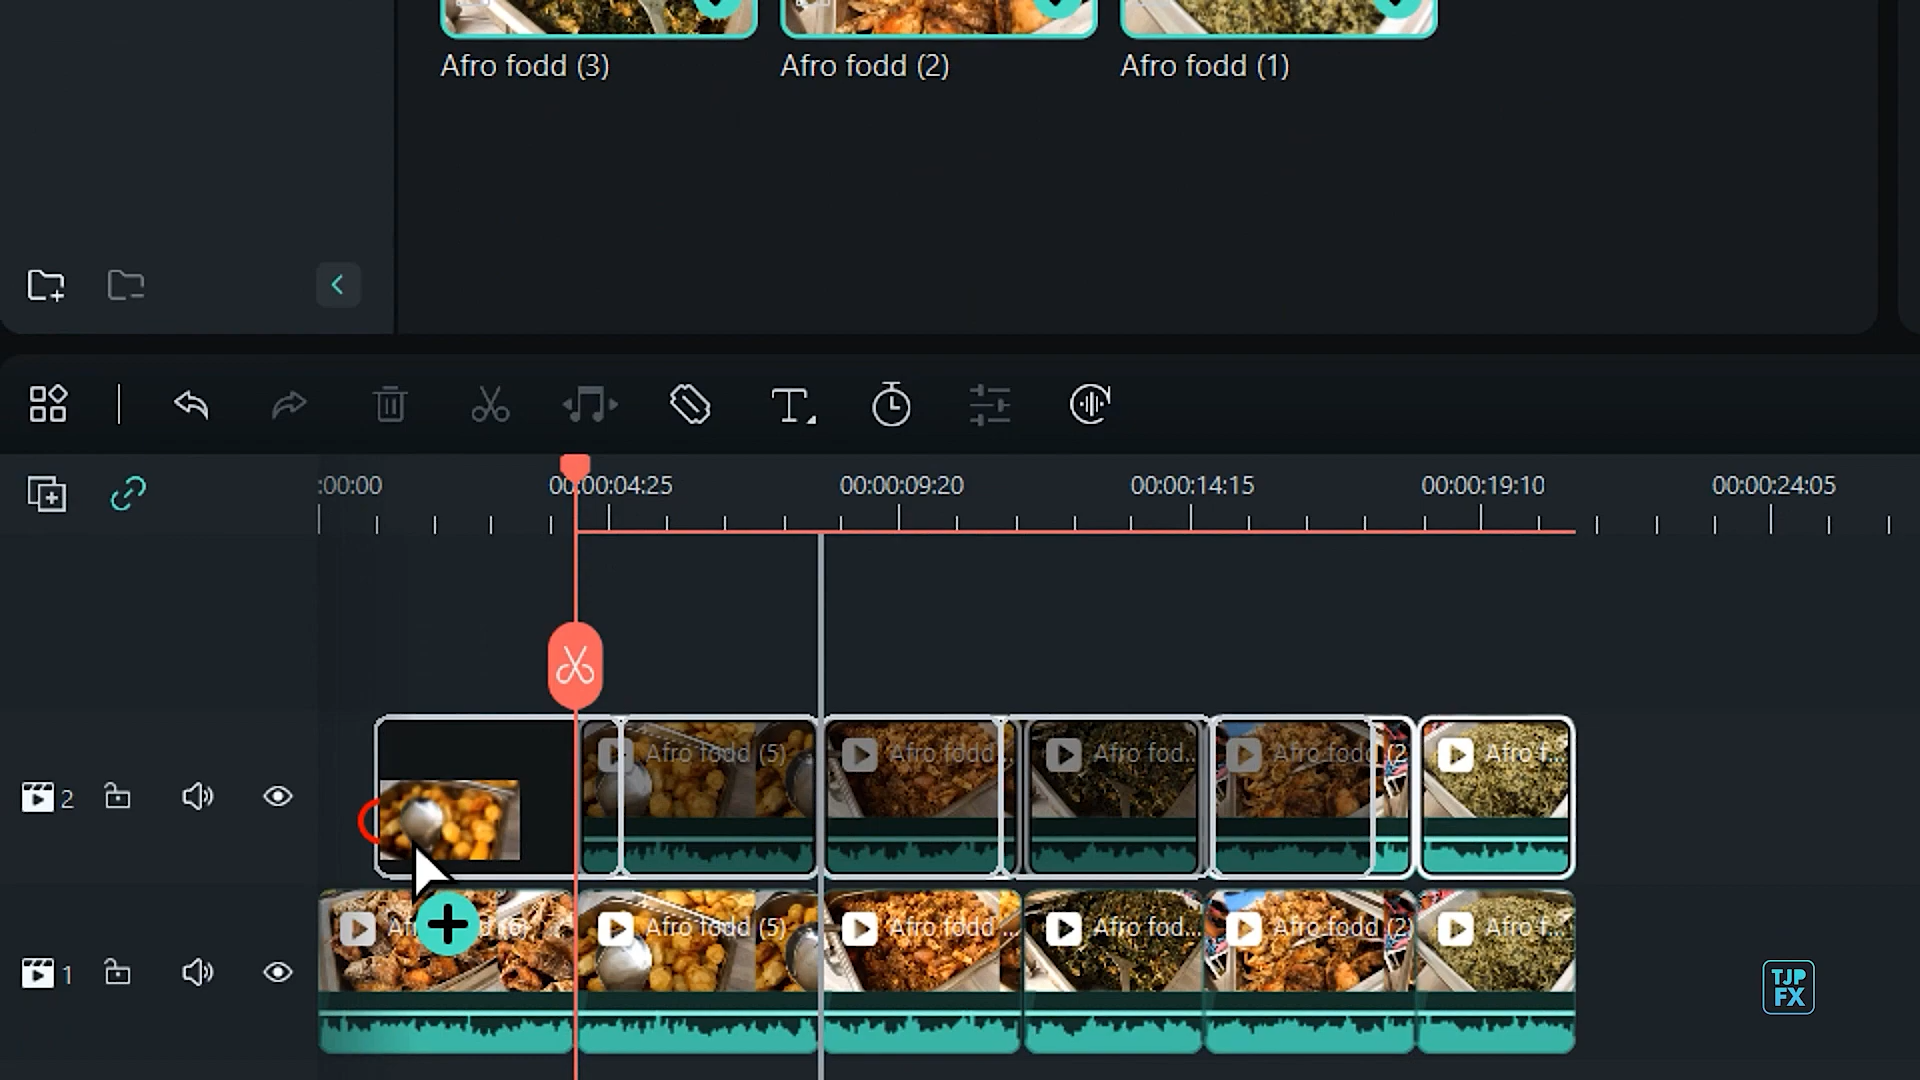 Afro fodd (3)
Afro fodd (2)
Afro fodd (1)
:00:00
00:00:04:25
00:00:09:20
00:00:14:15
00:00:19:10
00:00:24:05
Afro fodd (5)
Afro fodd
Afro fod...
Afro fodd (2
Afro f...
2
Afro fodd (5)
Afro fodd ...
Afro fod...
Afro fodd (2)
Afro f...
1
TJP
FX